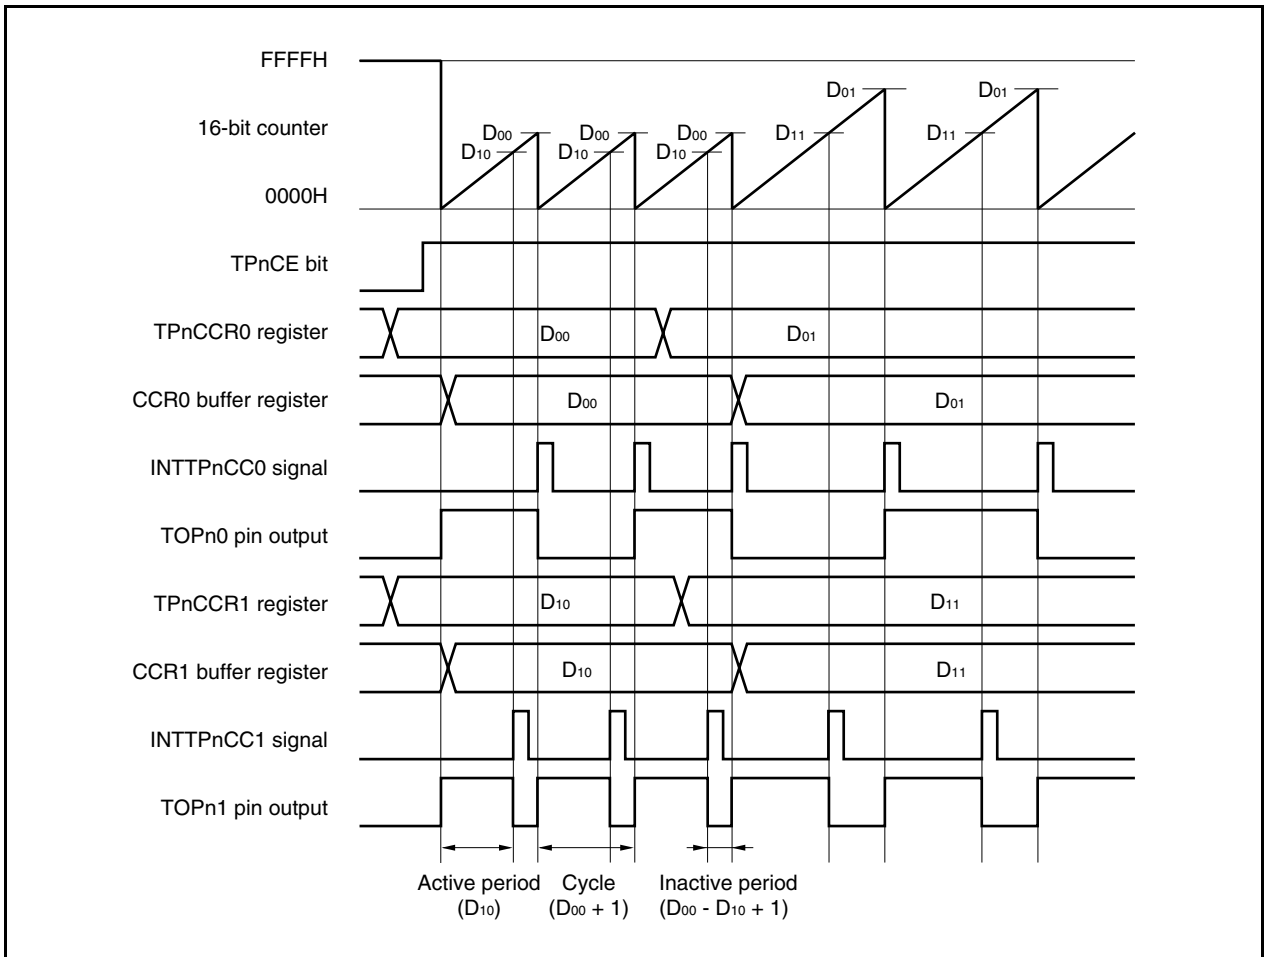 FFFFH
D01 D01
16-bit counter D00 D00 D00 D11 D11
D10 D10 D10
0000H
TPnCE bit
TPnCCR0 register D00 D01
CCR0 buffer register D00 D01
INTTPnCC0 signal
TOPn0 pin output
TPnCCR1 register D10 D11
CCR1 buffer register D10 D11
INTTPnCC1 signal
TOPn1 pin output
Active period Cycle Inactive period
(D10) (D00 + 1) (D00 - D10 + 1)